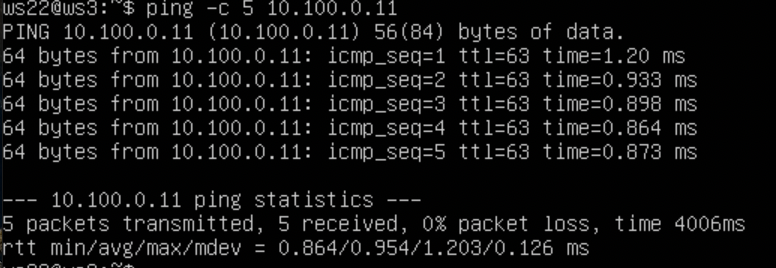 ws22@ws3:~$ ping -c 5 10.100.0.11
PING 10.100.0.11 (10.100.0.11) 56(84) bytes of data.
64 bytes from 10.100.0.11: icmp_seq=1 ttl=63 time=1.20 ms
64 bytes from 10.100.0.11: icmp_seq=2 ttl=63 time=0.933 ms
64 bytes from 10.100.0.11: icmp_seq=3 ttl=63 time=0.898 ms
64 bytes from 10.100.0.11: icmp_seq=4 ttl=63 time=0.864 ms
64 bytes from 10.100.0.11: icmp_seq=5 ttl=63 time=0.873 ms
--- 10.100.0.11 ping statistics ---
5 packets transmitted, 5 received, 0% packet loss, time 4006ms
rtt min/avg/max/mdev = 0.864/0.954/1.203/0.126 ms